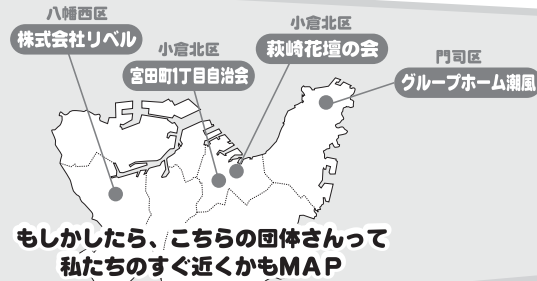 八幡西区
株式会社リベル
小倉北区
宮田町1丁目自治会
小倉北区
萩崎花壇の会
門司区
グループホーム潮風
もしかしたら、こちらの団体さんって
私たちのすぐ近くかもMAP